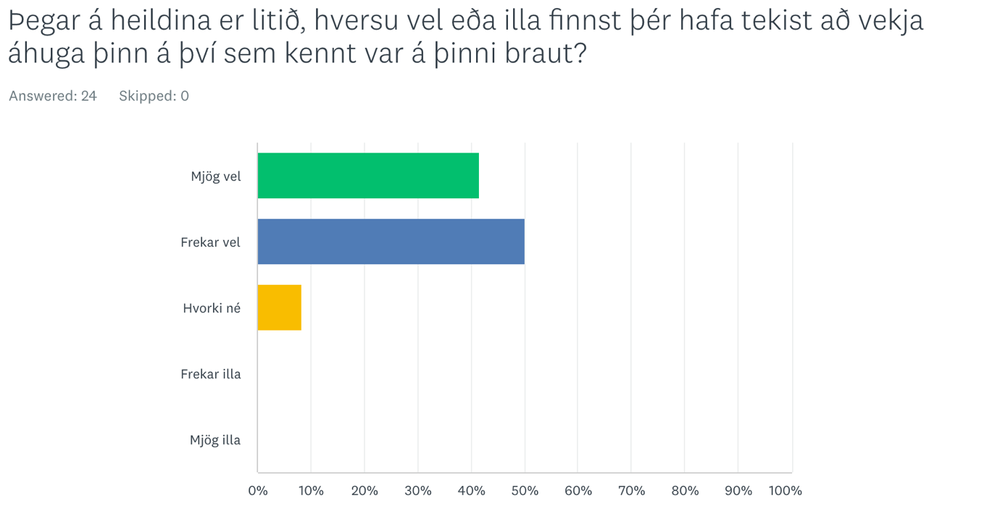 Þegar á heildina er litið, hversu vel eða illa finnst þér hafa tekist að vekja
áhuga þinn á því sem kennt var á þinni braut?
Answered: 24 Skipped: 0
Mjög vel
Frekar vel
Hvorki né
Frekar illa
Mjög illa
0% 10% 20% 30% 40% 50% 60% 70% 80% 90% 100%